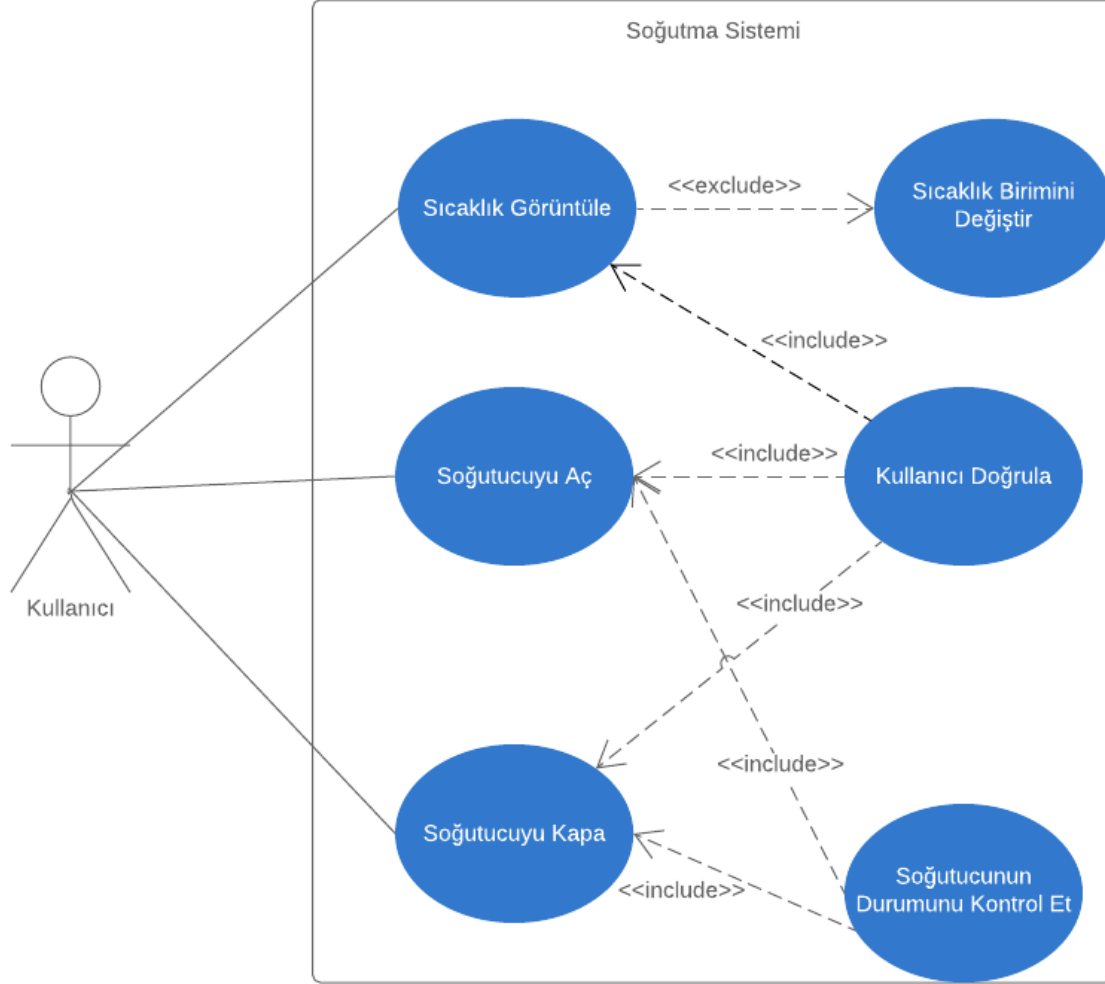 Soğutma Sistemi
Sıcaklık Görüntüle
<<exclude>>
Sıcaklık Birimini
Değiştir
<<include>>
Soğutucuyu Aç
<<include>>
Kullanıcı Doğrula
Kullanıcı
<<include>>
<<include>>
Soğutucuyu Kapa
<<include>>
Soğutucunun
Durumunu Kontrol Et